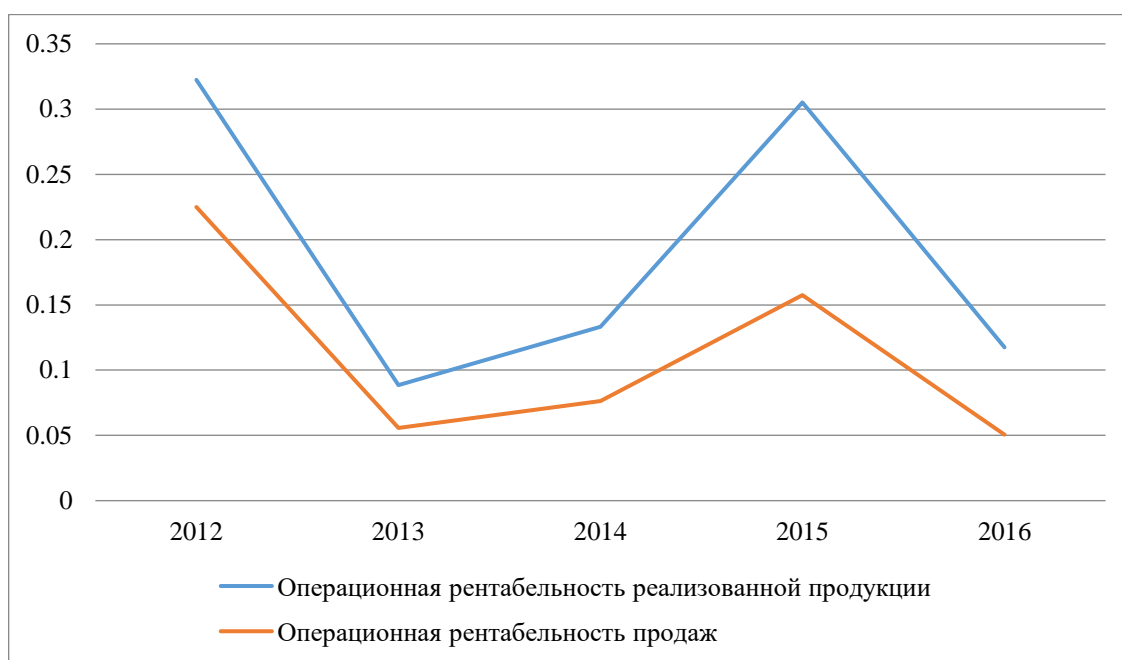 0.35
0.3
0.25
0.2
0.15
0.1
0.05
0
2012 2013 2014 2015 2016
Операционная рентабельность реализованной продукции
Операционная рентабельность продаж